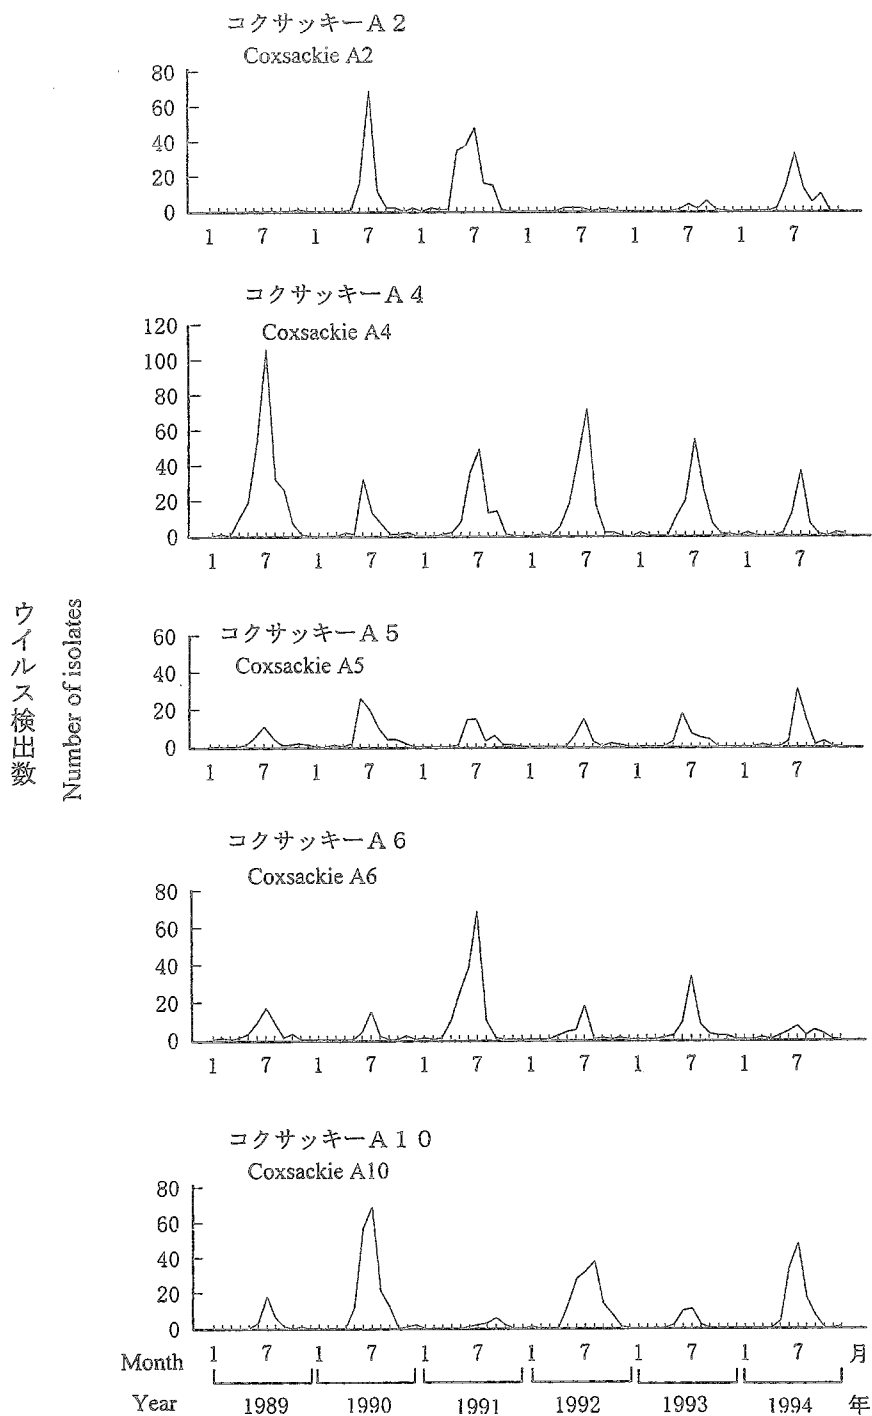 コクサッキーA2
Coxsackie A2
80
60
40
20
0
1 7 1 7 1 7 1 7 1 7 1 7
コクサッキーA4
Coxsackie A4
120
100
80
60
40
20
0
1 7 1 7 1 7 1 7 1 7 1 7
ウイルス検出数
Number of isolates
コクサッキーA5
Coxsackie A5
60
40
20
0
1 7 1 7 1 7 1 7 1 7 1 7
コクサッキーA6
Coxsackie A6
80
60
40
20
0
1 7 1 7 1 7 1 7 1 7 1 7
コクサッキーA10
Coxsackie A10
80
60
40
20
0
Month 1 7 1 7 1 7 1 7 1 7 1 7 月
Year 1989 1990 1991 1992 1993 1994 年